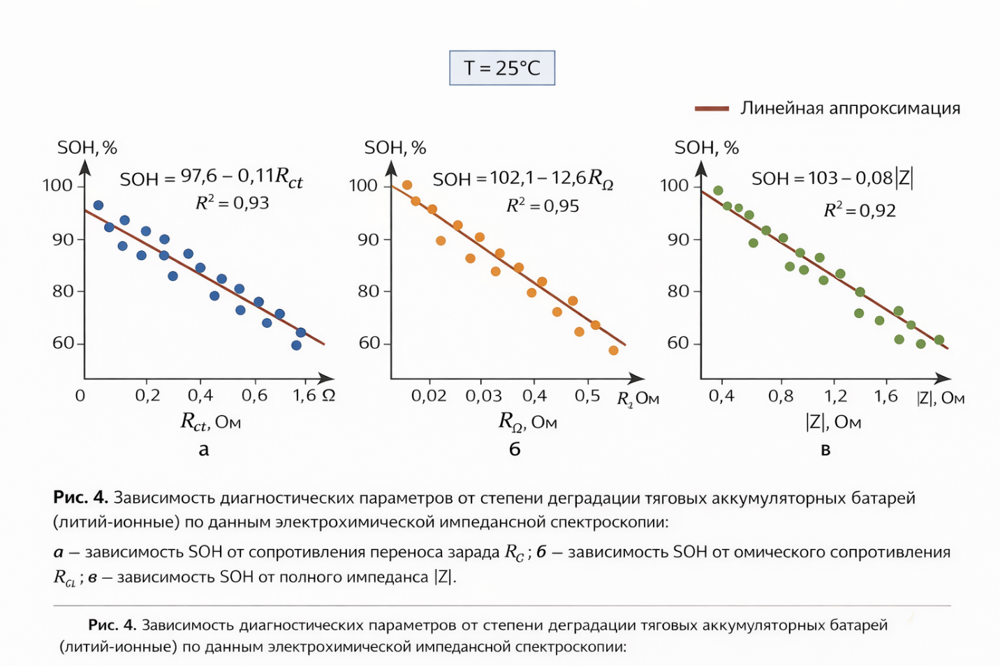 T = 25°C
Линейная аппроксимация
SOH, %
SOH = 97,6 – 0,11R_ct
R² = 0,93
100
90
80
60
0 0,2 0,4 0,6 1,6 Ω
R_ct, Ом
а
SOH, %
SOH = 102,1 – 12,6R_Ω
R² = 0,95
100
90
80
60
0,02 0,03 0,4 0,5 R₂ Ом
R_Ω, Ом
б
SOH, %
SOH = 103 – 0,08|Z|
R² = 0,92
100
90
80
60
0,4 0,8 1,2 1,6 |Z|, Ом
|Z|, Ом
в
Рис. 4. Зависимость диагностических параметров от степени деградации тяговых аккумуляторных батарей
(литий-ионные) по данным электрохимической импедансной спектроскопии:
а – зависимость SOH от сопротивления переноса зарада R_C ; б – зависимость SOH от омического сопротивления
R_GL ; в – зависимость SOH от полного импеданса |Z|.
Рис. 4. Зависимость диагностических параметров от степени деградации тяговых аккумуляторных батарей
(литий-ионные) по данным электрохимической импедансной спектроскопии: